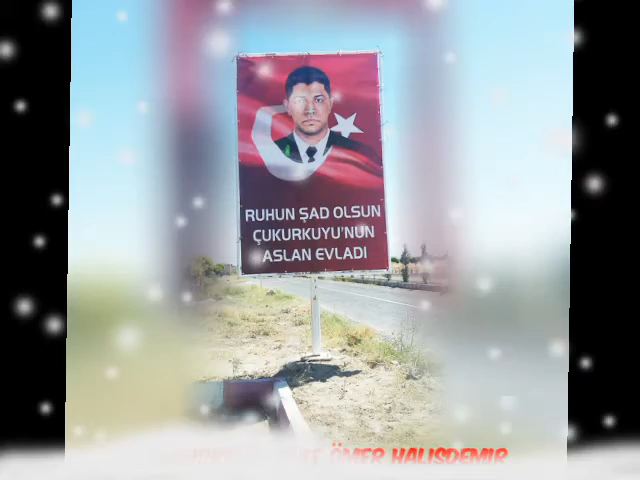 RUHUN ŞAD OLSUN
ÇUKURKUYU'NUN
ASLAN EVLADI
ÖMER HALISDEMIR